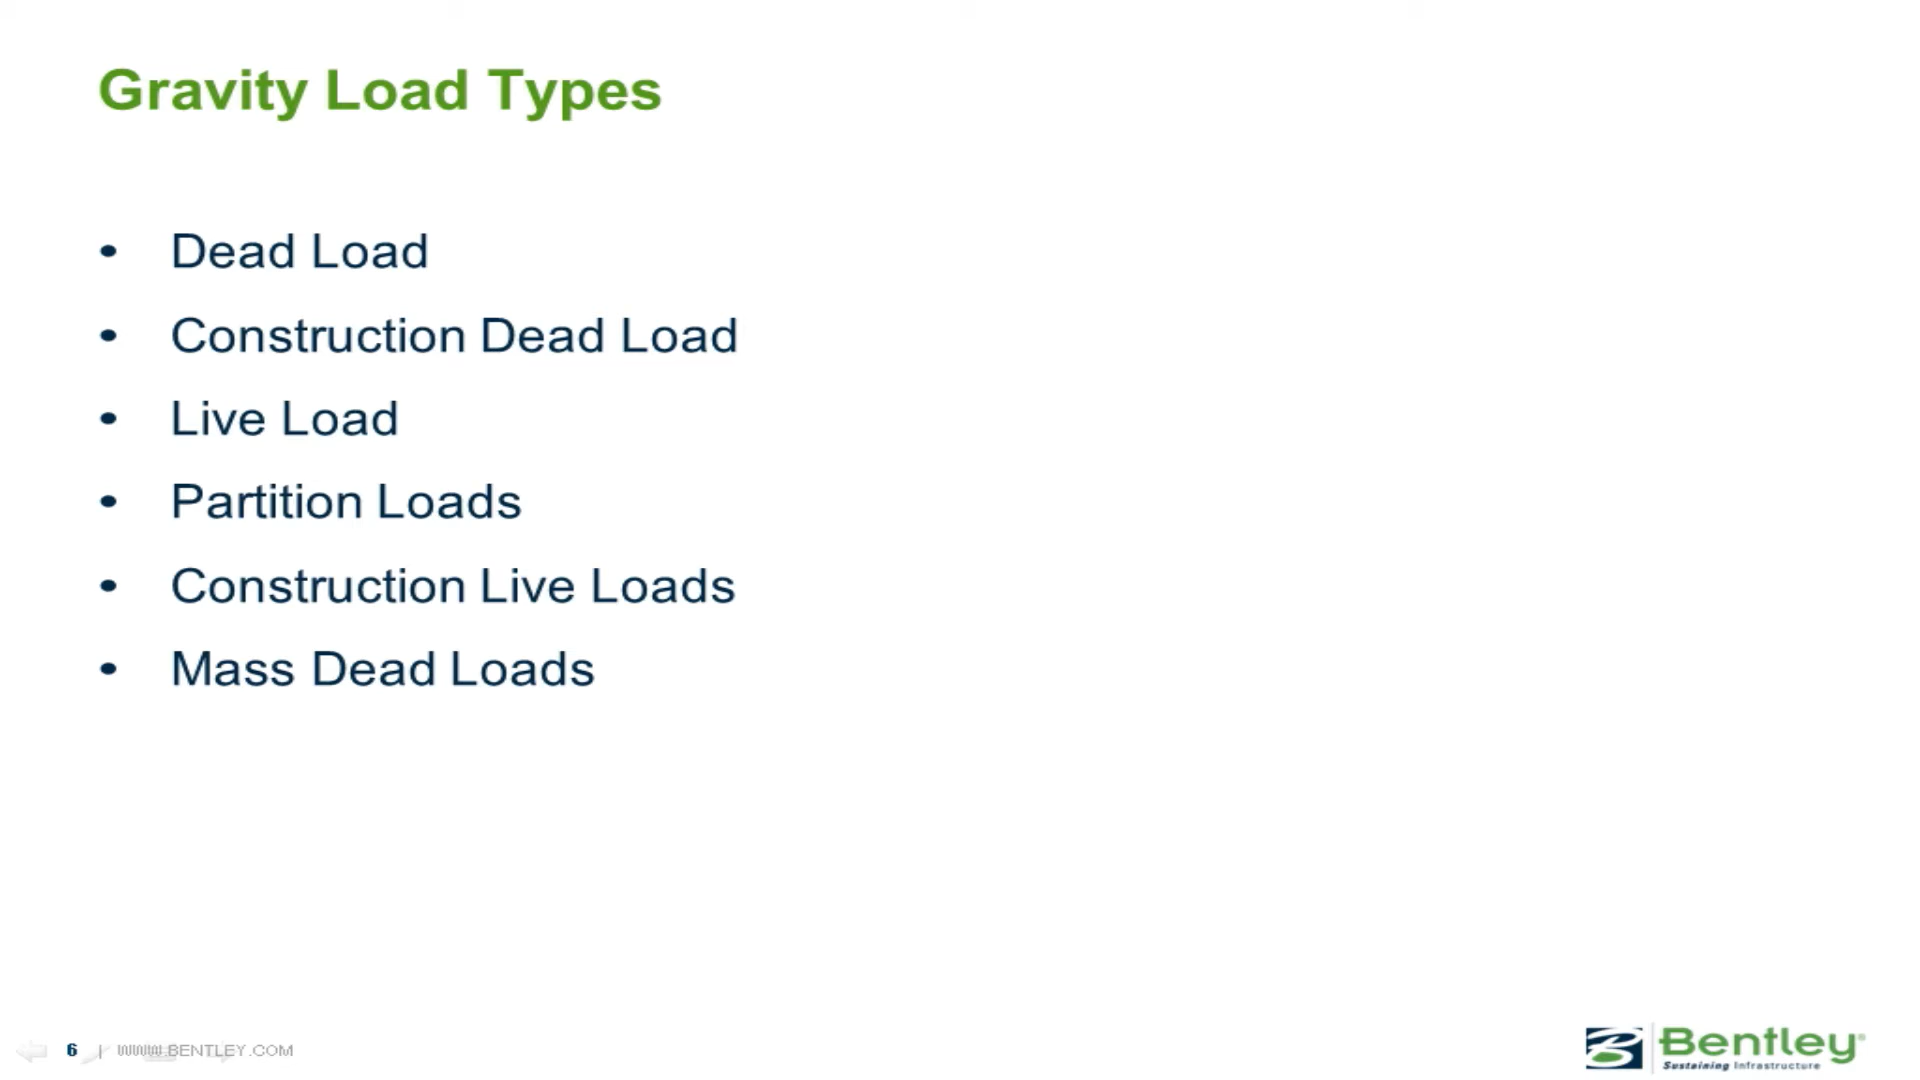 Gravity Load Types
• Dead Load
• Construction Dead Load
• Live Load
• Partition Loads
• Construction Live Loads
• Mass Dead Loads
6 | WWW.BENTLEY.COM
Bentley®
Sustaining Infrastructure